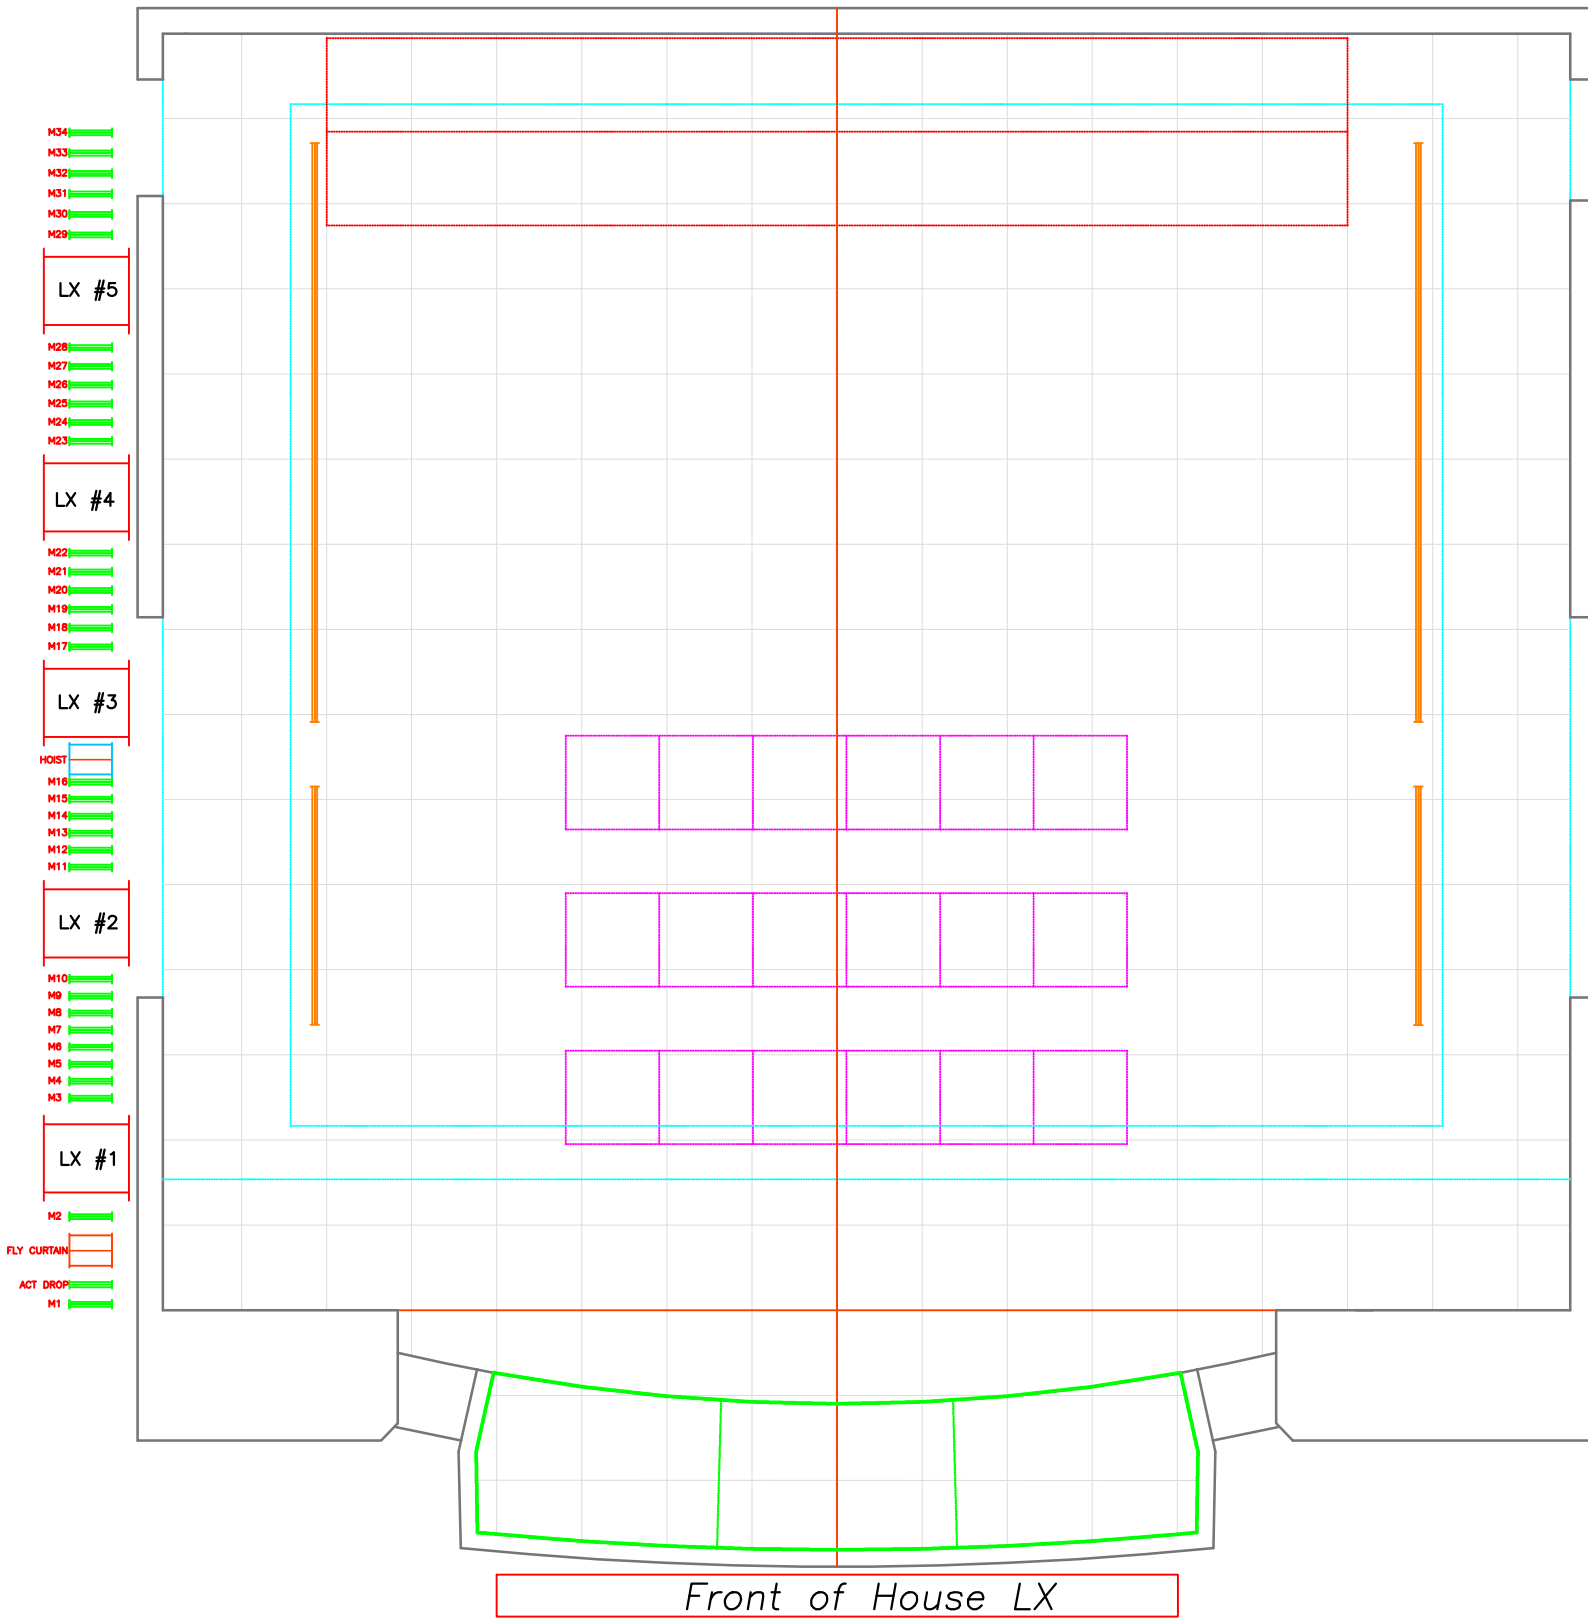 M34
M33
M32
M31
M30
M29
LX #5
M28
M27
M26
M25
M24
M23
LX #4
M22
M21
M20
M19
M18
M17
LX #3
HOIST
M16
M15
M14
M13
M12
M11
LX #2
M10
M9
M8
M7
M6
M5
M4
M3
LX #1
M2
FLY CURTAIN
ACT DROP
M1
Front of House LX